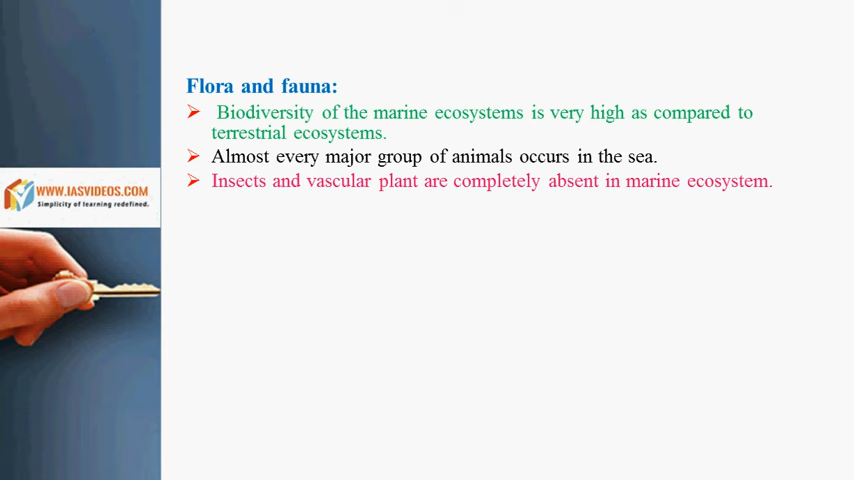 Flora and fauna:
Biodiversity of the marine ecosystems is very high as compared to
terrestrial ecosystems.
Almost every major group of animals occurs in the sea.
Insects and vascular plant are completely absent in marine ecosystem.
WWW.IASVIDEOS.COM
Simplicity of learning redefined.